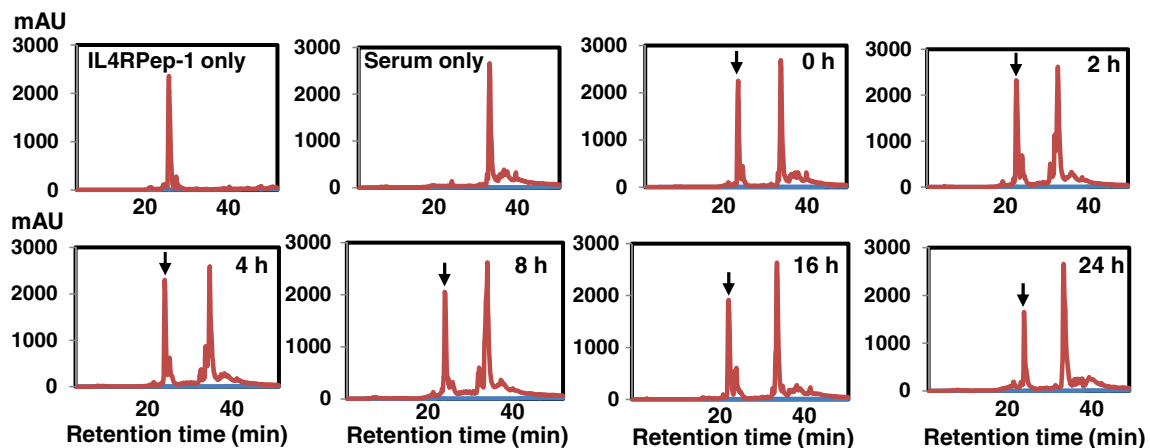 mAU
3000 IL4RPep-1 only 3000 Serum only 3000 0 h 3000 2 h
2000 2000 2000 2000
1000 1000 1000 1000
0 0 0 0
20 40 20 40 20 40 20 40
mAU
3000 4 h 3000 8 h 3000 16 h 3000 24 h
2000 2000 2000 2000
1000 1000 1000 1000
0 0 0 0
20 40 20 40 20 40 20 40
Retention time (min) Retention time (min) Retention time (min) Retention time (min)